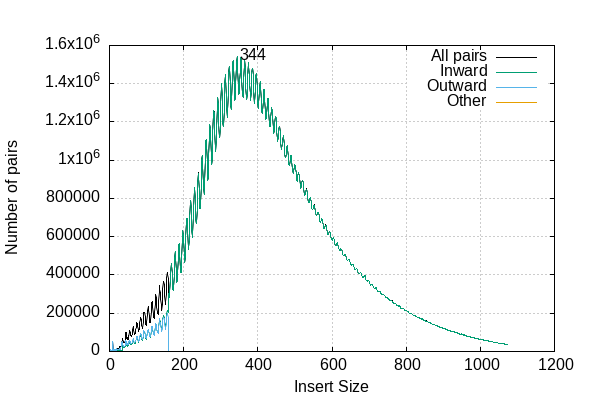 1.6x10^6
344
All pairs
Inward
Outward
Other
1.4x10^6
1.2x10^6
1x10^6
800000
600000
400000
200000
0
Number of pairs
0 200 400 600 800 1000 1200
Insert Size